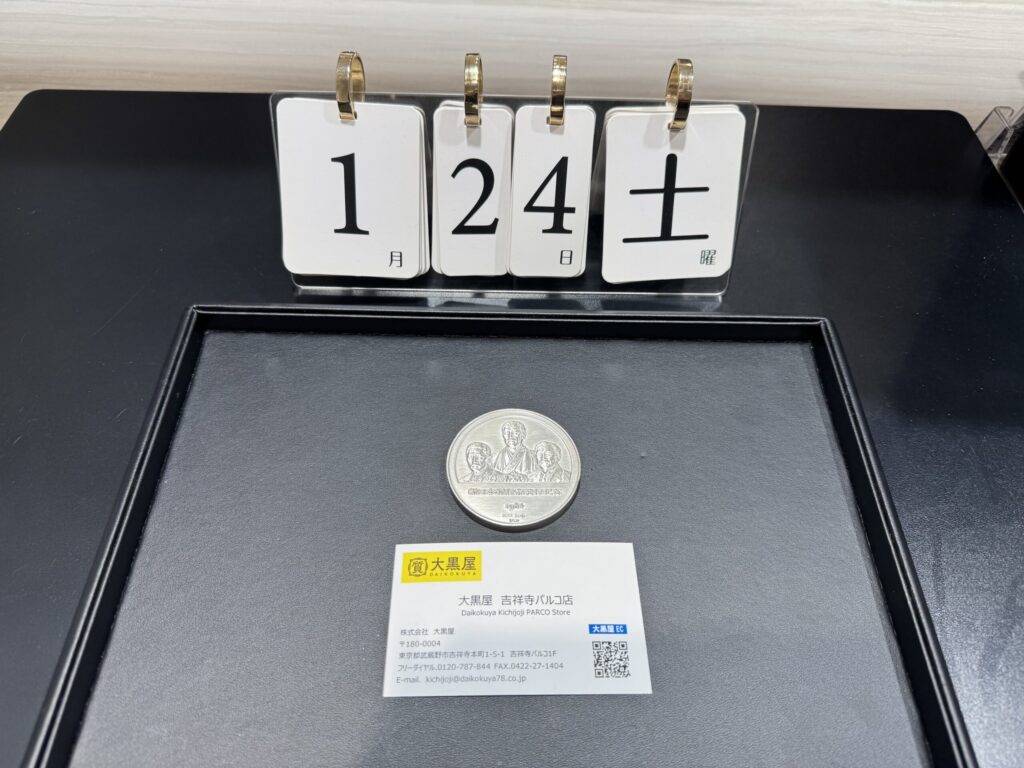 1月
24日
土曜
質 大黒屋
DAIKOKUYA
大黒屋 吉祥寺パルコ店
Daikokuya Kichijoji PARCO Store
株式会社 大黒屋
〒180-0004
東京都武蔵野市吉祥寺本町1-5-1 吉祥寺パルコ1F
フリーダイヤル.0120-787-844 FAX.0422-27-1404
E-mail. kichijoji@daikokuya78.co.jp
大黒屋 EC